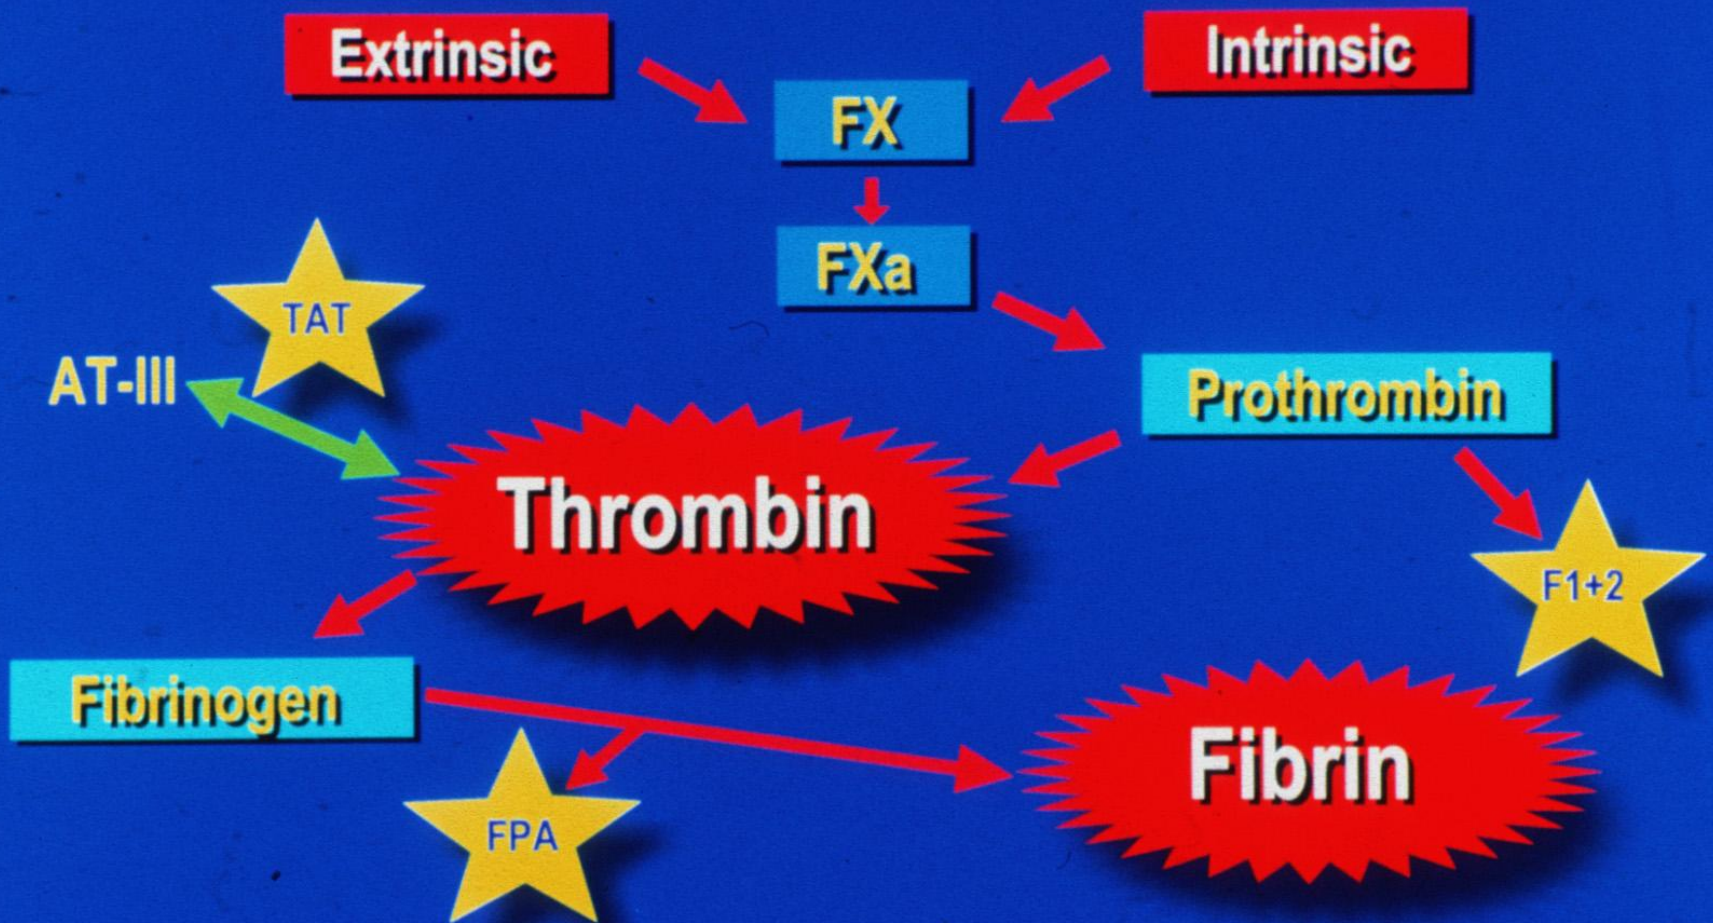 Extrinsic
Intrinsic
FX
FXa
TAT
AT-III
Prothrombin
Thrombin
F1+2
Fibrinogen
Fibrin
FPA